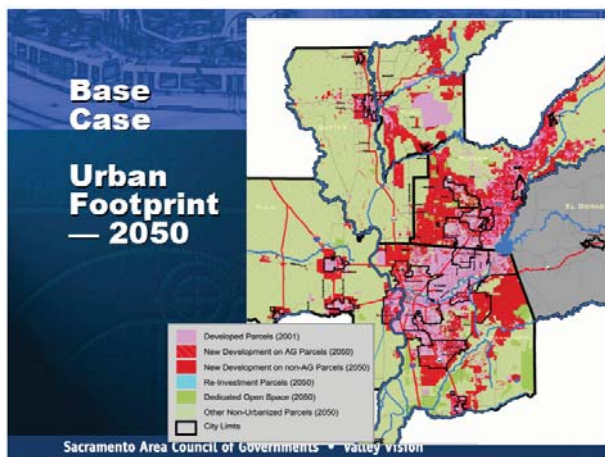 Base
Case
Urban
Footprint
— 2050
EL DORADO
Developed Parcels (2001)
New Development on AG Parcels (2050)
New Development on non-AG Parcels (2050)
Re-Investment Parcels (2050)
Dedicated Open Space (2050)
Other Non-Urbanized Parcels (2050)
City Limits
Sacramento Area Council of Governments • Valley Vision